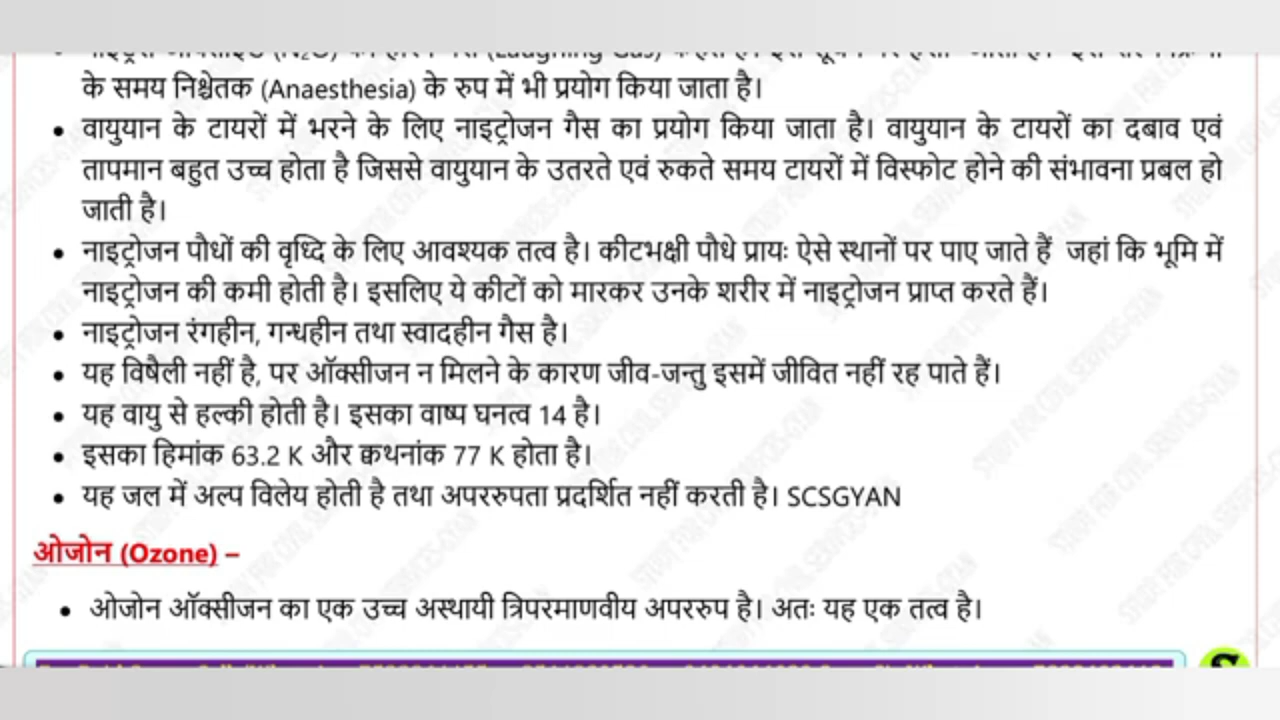 के समय निश्चेतक (Anaesthesia) के रुप में भी प्रयोग किया जाता है।
• वायुयान के टायरों में भरने के लिए नाइट्रोजन गैस का प्रयोग किया जाता है। वायुयान के टायरों का दबाव एवं
तापमान बहुत उच्च होता है जिससे वायुयान के उतरते एवं रुकते समय टायरों में विस्फोट होने की संभावना प्रबल हो
जाती है।
• नाइट्रोजन पौधों की वृध्दि के लिए आवश्यक तत्व है। कीटभक्षी पौधे प्रायः ऐसे स्थानों पर पाए जाते हैं जहां कि भूमि में
नाइट्रोजन की कमी होती है। इसलिए ये कीटों को मारकर उनके शरीर में नाइट्रोजन प्राप्त करते हैं।
• नाइट्रोजन रंगहीन, गन्धहीन तथा स्वादहीन गैस है।
• यह विषैली नहीं है, पर ऑक्सीजन न मिलने के कारण जीव-जन्तु इसमें जीवित नहीं रह पाते हैं।
• यह वायु से हल्की होती है। इसका वाष्प घनत्व 14 है।
• इसका हिमांक 63.2 K और क्वथनांक 77 K होता है।
• यह जल में अल्प विलेय होती है तथा अपररुपता प्रदर्शित नहीं करती है। SCSGYAN
ओजोन (Ozone) –
• ओजोन ऑक्सीजन का एक उच्च अस्थायी त्रिपरमाणवीय अपररुप है। अतः यह एक तत्व है।